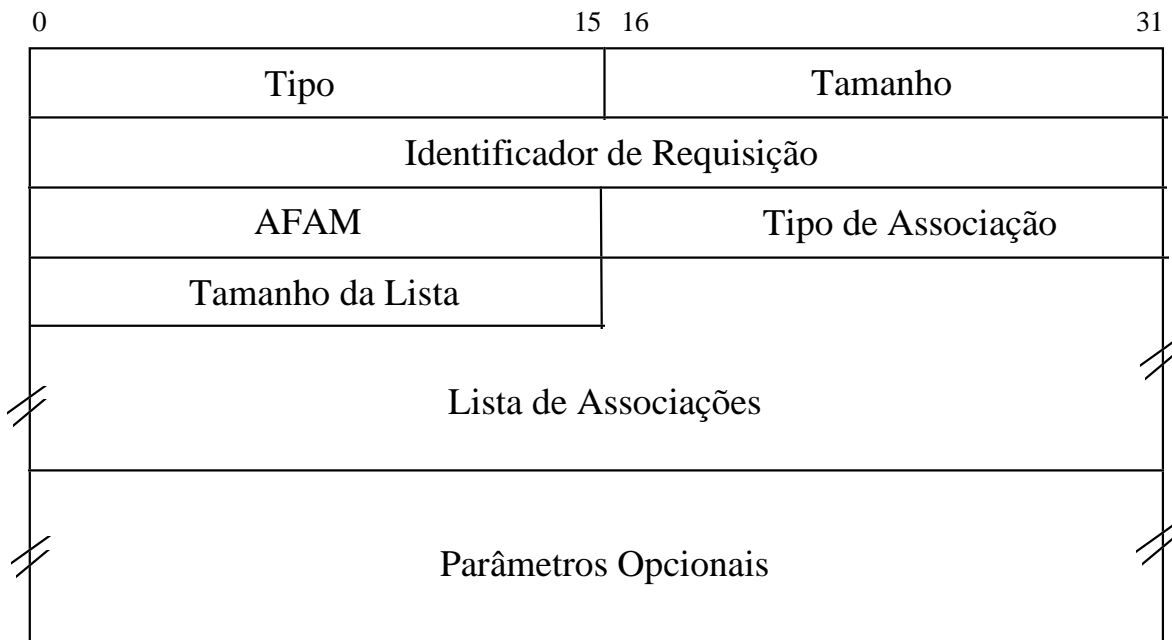 0 15 16 31
Tipo Tamanho
Identificador de Requisição
AFAM Tipo de Associação
Tamanho da Lista
Lista de Associações
Parâmetros Opcionais